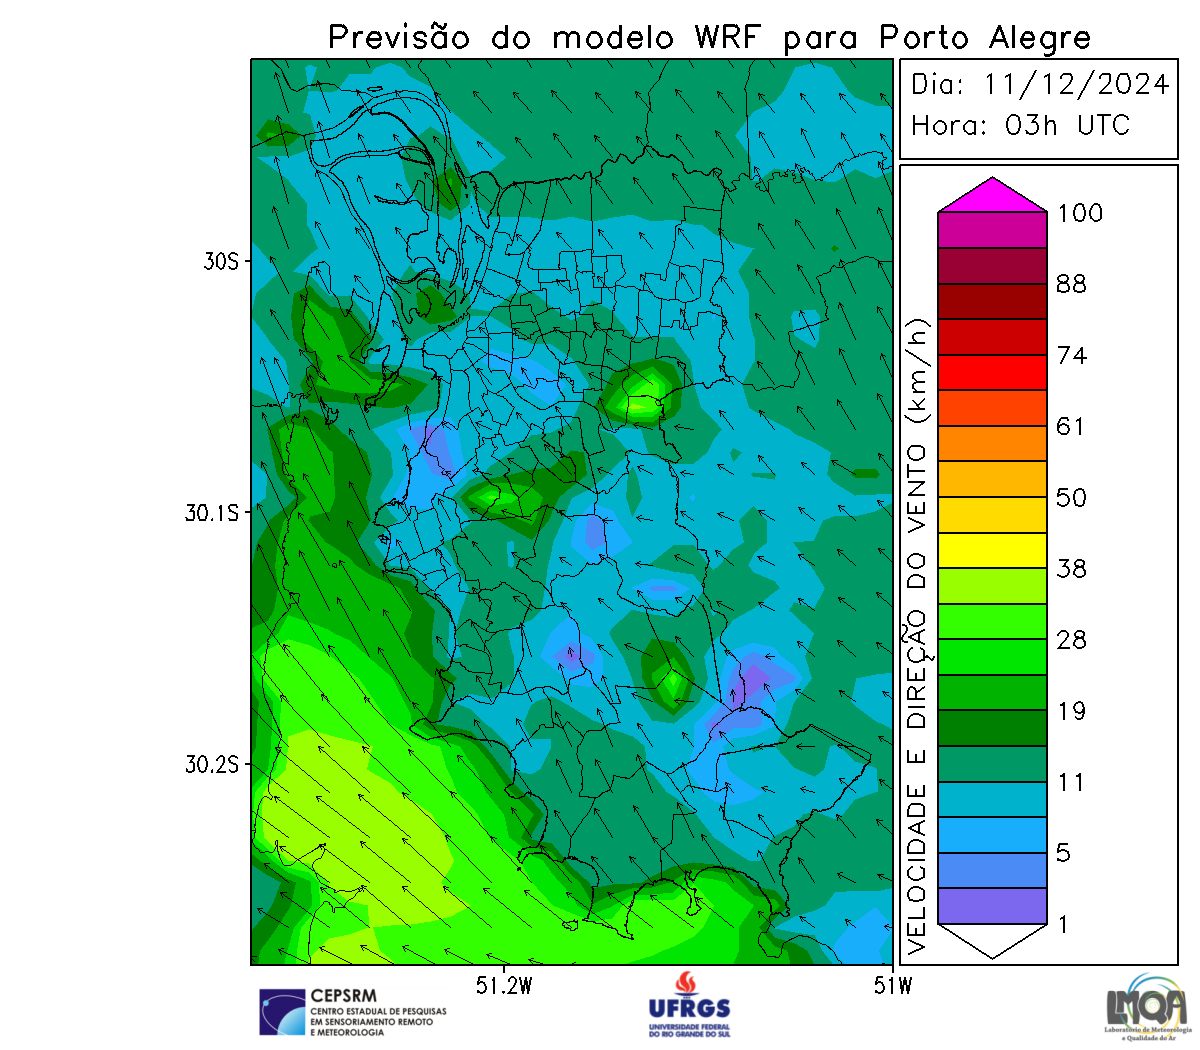 Previsão do modelo WRF para Porto Alegre
Dia: 11/12/2024
Hora: 03h UTC
30S
30.1S
30.2S
51.2W
51W
VELOCIDADE E DIREÇÃO DO VENTO (km/h)
100
88
74
61
50
38
28
19
11
5
1
CEPSRM
CENTRO ESTADUAL DE PESQUISAS
EM SENSORIAMENTO REMOTO
E METEOROLOGIA
UFRGS
UNIVERSIDADE FEDERAL
DO RIO GRANDE DO SUL
LMQA
Laboratório de Meteorologia
e Qualidade do Ar